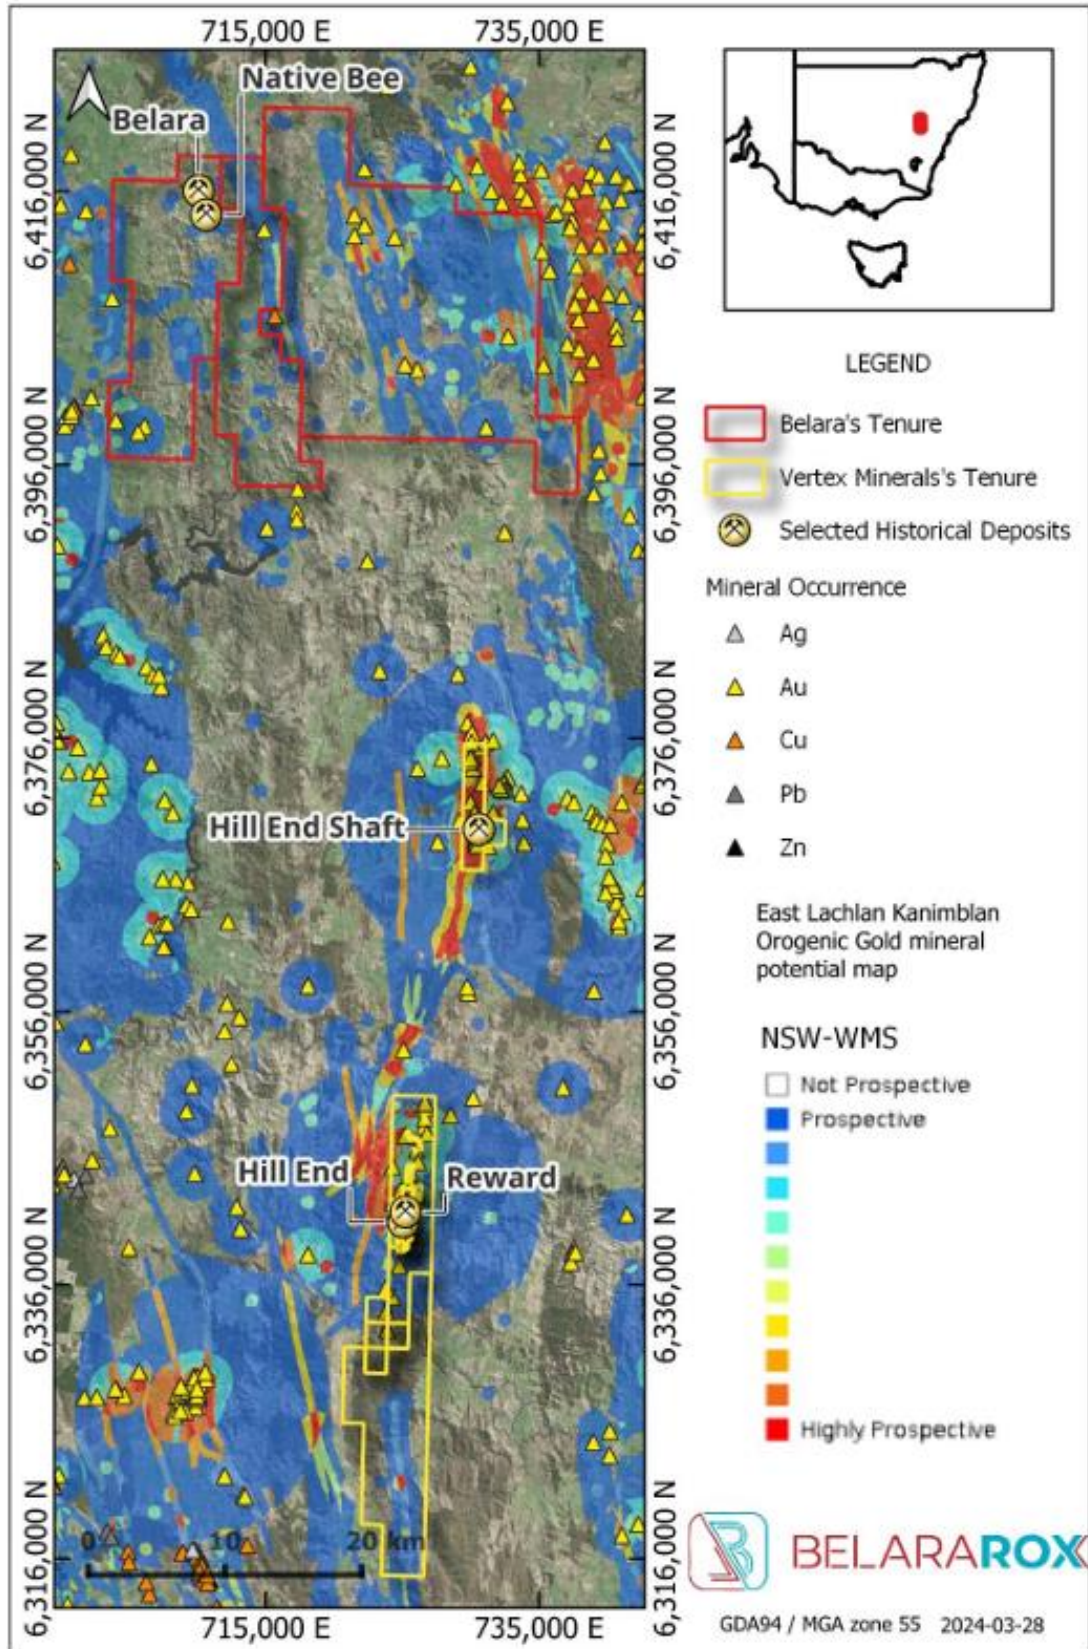 715,000 E
735,000 E
Native Bee
Belara
6,416,000 N
6,416,000 N
6,396,000 N
6,396,000 N
6,376,000 N
6,376,000 N
Hill End Shaft
6,356,000 N
6,356,000 N
Hill End
Reward
6,336,000 N
6,336,000 N
6,316,000 N
6,316,000 N
0 10 20 km
715,000 E
735,000 E
LEGEND
Belara's Tenure
Vertex Minerals's Tenure
Selected Historical Deposits
Mineral Occurrence
Ag
Au
Cu
Pb
Zn
East Lachlan Kanimblan
Orogenic Gold mineral
potential map
NSW-WMS
Not Prospective
Prospective
Highly Prospective
BELARAROX
GDA94 / MGA zone 55 2024-03-28